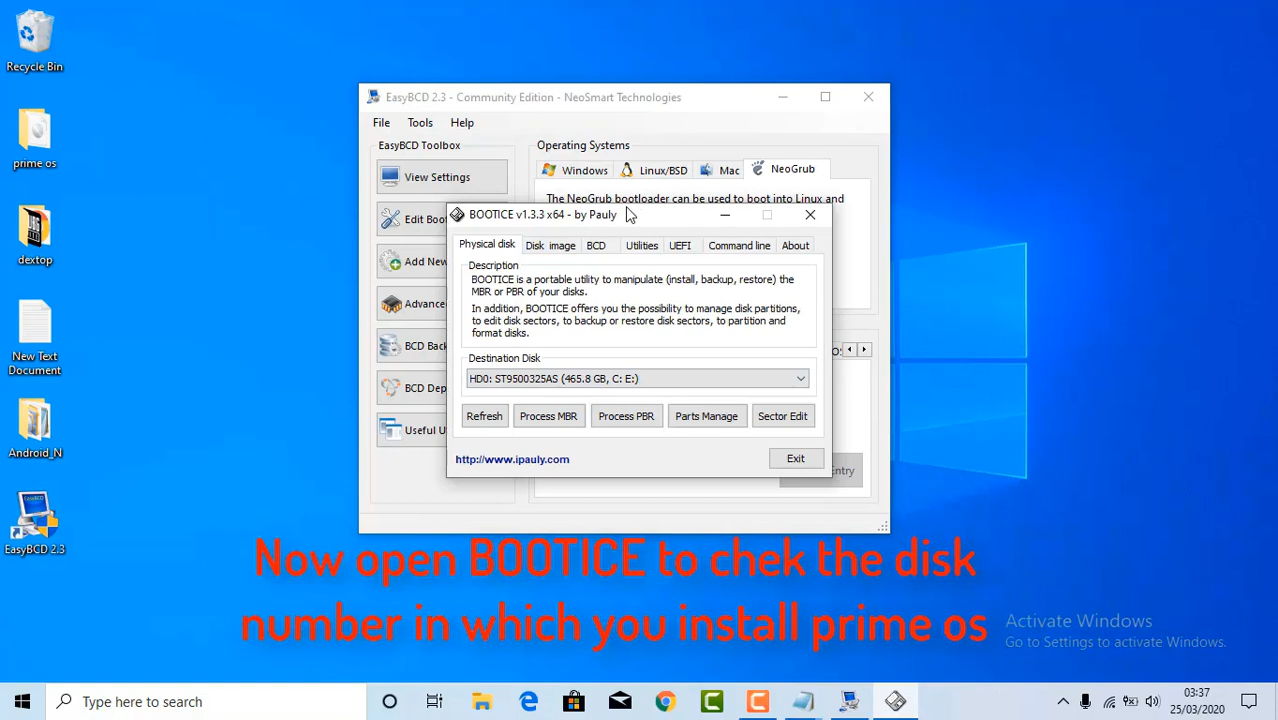 Recycle Bin
prime os
dextop
New Text
Document
Android_N
EasyBCD 2.3
EasyBCD 2.3 - Community Edition - NeoSmart Technologies
File Tools Help
EasyBCD Toolbox
View Settings
Edit Boo
Add New
Advance
BCD Back
BCD Dep
Useful U
Operating Systems
Windows Linux/BSD Mac NeoGrub
The NeoGrub bootloader can be used to boot into Linux and
O:
Entry
BOOTICE v1.3.3 x64 - by Pauly
Physical disk Disk image BCD Utilities UEFI Command line About
Description
BOOTICE is a portable utility to manipulate (install, backup, restore) the
MBR or PBR of your disks.
In addition, BOOTICE offers you the possibility to manage disk partitions,
to edit disk sectors, to backup or restore disk sectors, to partition and
format disks.
Destination Disk
HD0: ST9500325AS (465.8 GB, C: E:)
Refresh Process MBR Process PBR Parts Manage Sector Edit
http://www.ipauly.com
Exit
Now open BOOTICE to chek the disk
number in which you install prime os
Activate Windows
Go to Settings to activate Windows.
Type here to search
03:37
25/03/2020